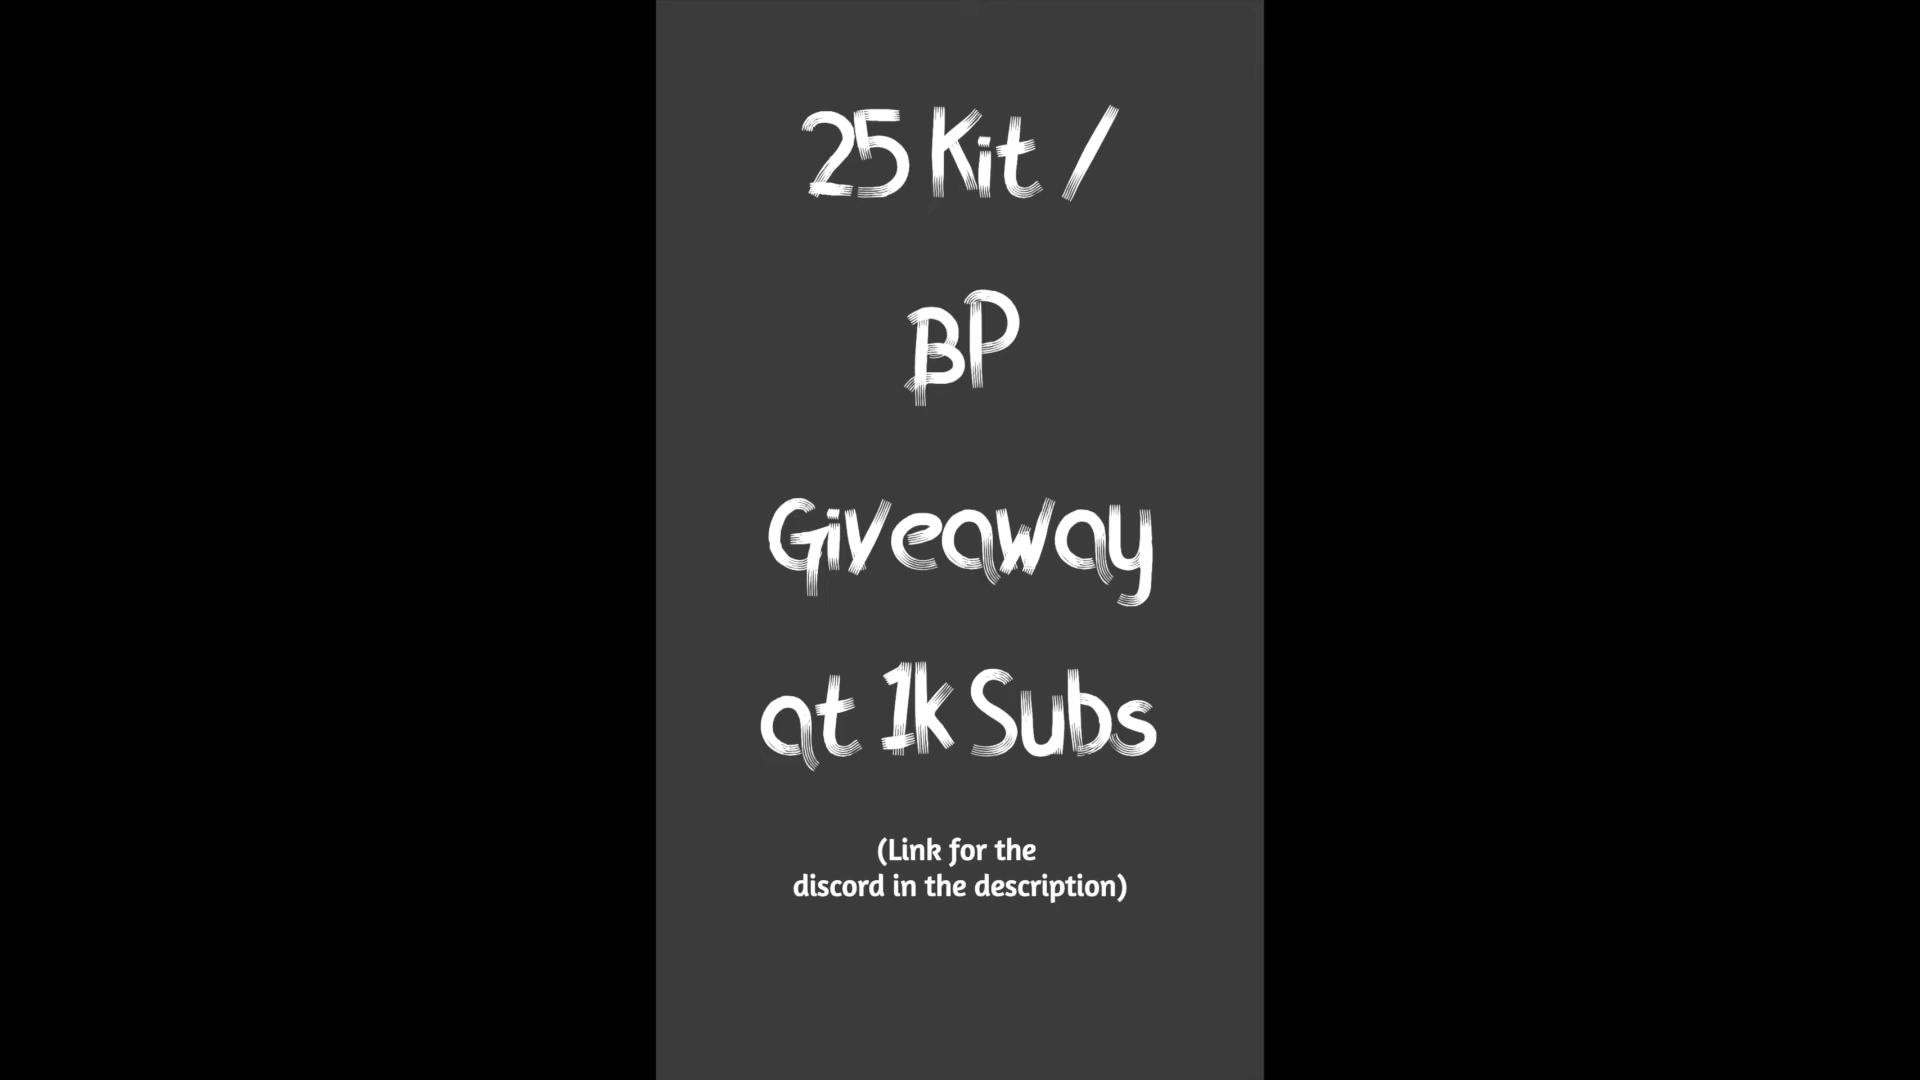 25 Kit /
BP
Giveaway
at 1k Subs
(Link for the
discord in the description)